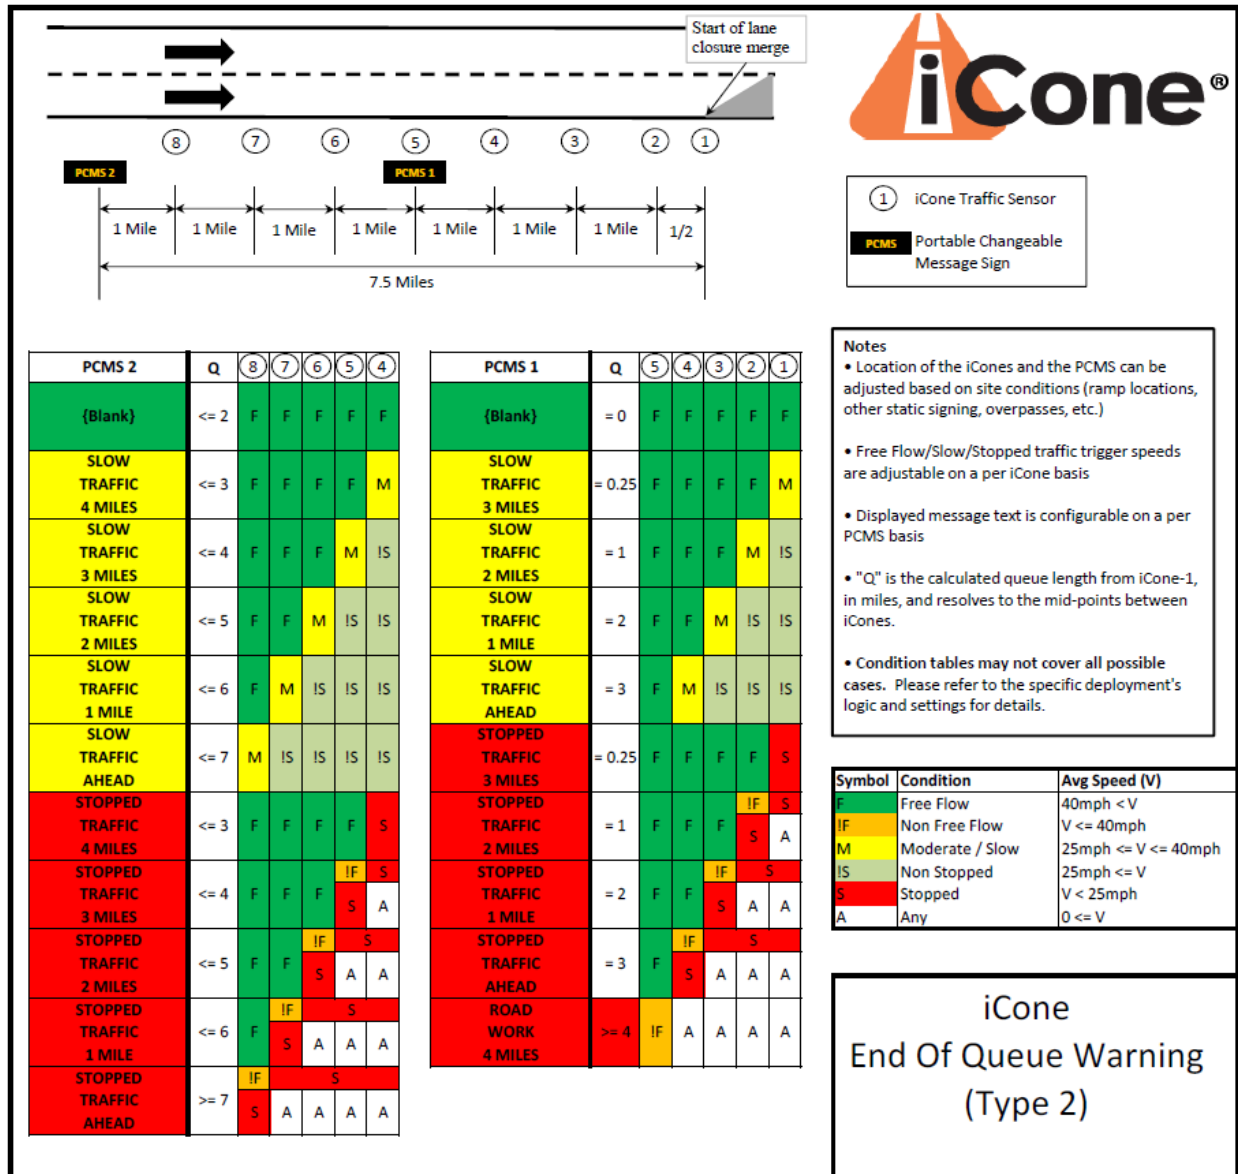 Start of lane
closure merge
iCone®
8 7 6 5 4 3 2 1
PCMS 2 PCMS 1
1 Mile 1 Mile 1 Mile 1 Mile 1 Mile 1 Mile 1 Mile 1/2
7.5 Miles
1 iCone Traffic Sensor
PCMS Portable Changeable
Message Sign
PCMS 2 Q 8 7 6 5 4
{Blank} <= 2 F F F F F
SLOW
TRAFFIC <= 3 F F F F M
4 MILES
SLOW
TRAFFIC <= 4 F F F M !S
3 MILES
SLOW
TRAFFIC <= 5 F F M !S !S
2 MILES
SLOW
TRAFFIC <= 6 F M !S !S !S
1 MILE
SLOW
TRAFFIC <= 7 M !S !S !S !S
AHEAD
STOPPED
TRAFFIC <= 3 F F F F S
4 MILES
STOPPED !F S
TRAFFIC <= 4 F F F S A
3 MILES
STOPPED !F S
TRAFFIC <= 5 F F S A A
2 MILES
STOPPED !F S
TRAFFIC <= 6 F S A A A
1 MILE
STOPPED !F S
TRAFFIC >= 7 S A A A A
AHEAD
PCMS 1 Q 5 4 3 2 1
{Blank} = 0 F F F F F
SLOW
TRAFFIC = 0.25 F F F F M
3 MILES
SLOW
TRAFFIC = 1 F F F M !S
2 MILES
SLOW
TRAFFIC = 2 F F M !S !S
1 MILE
SLOW
TRAFFIC = 3 F M !S !S !S
AHEAD
STOPPED
TRAFFIC = 0.25 F F F F S
3 MILES
STOPPED !F S
TRAFFIC = 1 F F F S A
2 MILES
STOPPED !F S
TRAFFIC = 2 F F S A A
1 MILE
STOPPED !F S
TRAFFIC = 3 F S A A A
AHEAD
ROAD
WORK >= 4 !F A A A A
4 MILES
Notes
• Location of the iCones and the PCMS can be
adjusted based on site conditions (ramp locations,
other static signing, overpasses, etc.)
• Free Flow/Slow/Stopped traffic trigger speeds
are adjustable on a per iCone basis
• Displayed message text is configurable on a per
PCMS basis
• "Q" is the calculated queue length from iCone-1,
in miles, and resolves to the mid-points between
iCones.
• Condition tables may not cover all possible
cases. Please refer to the specific deployment's
logic and settings for details.
Symbol Condition Avg Speed (V)
F Free Flow 40mph < V
!F Non Free Flow V <= 40mph
M Moderate / Slow 25mph <= V <= 40mph
!S Non Stopped 25mph <= V
S Stopped V < 25mph
A Any 0 <= V
iCone
End Of Queue Warning
(Type 2)